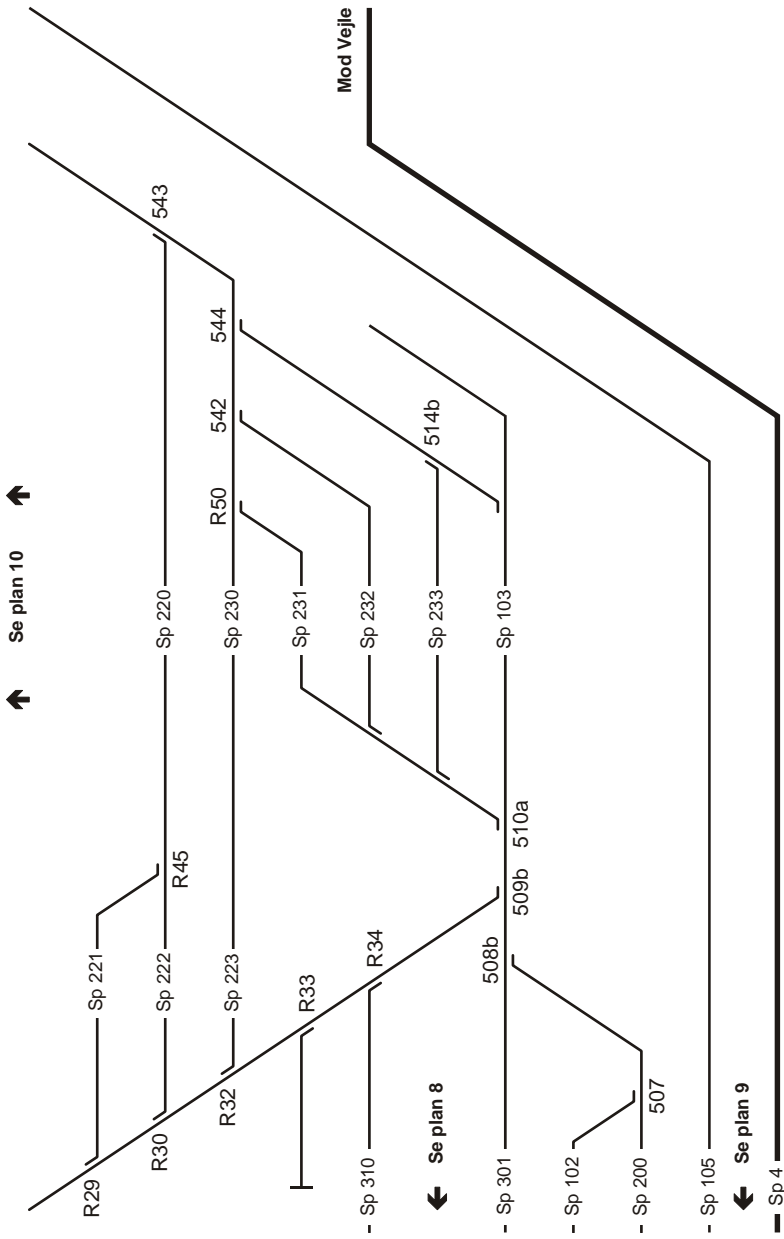 Mod Vejle
Se plan 10
543
544
542
R50
514b
Sp 220
Sp 230
Sp 231
Sp 232
Sp 233
Sp 103
R45
510a
509b
508b
Sp 221
Sp 222
Sp 223
R33
R34
R29
R30
R32
507
Sp 310
Se plan 8
Sp 301
Sp 102
Sp 200
Sp 105
Se plan 9
Sp 4